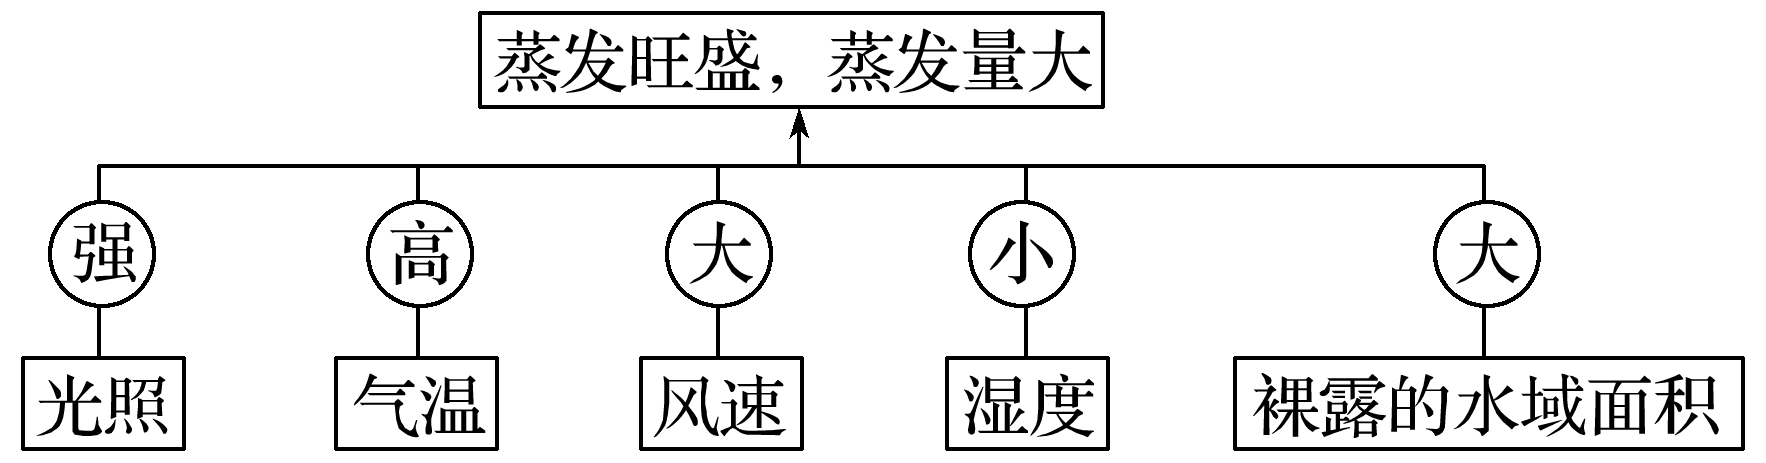 蒸发旺盛，蒸发量大
强 高 大 小 大
光照 气温 风速 湿度 裸露的水域面积